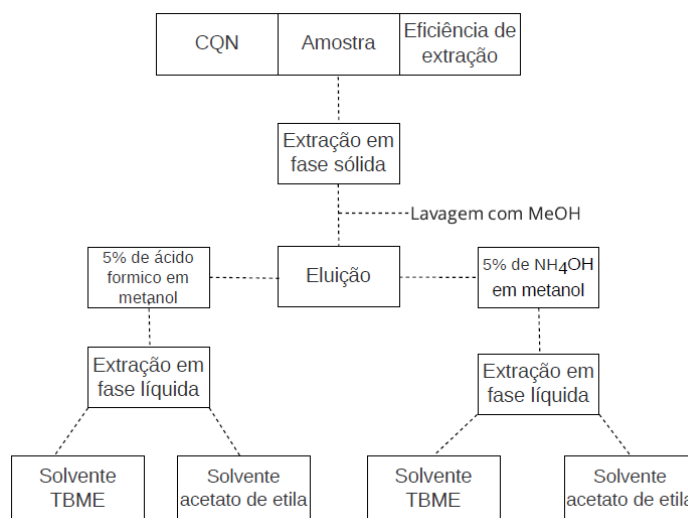 CQN
Amostra
Eficiência de
extração
Extração em
fase sólida
Lavagem com MeOH
5% de ácido
formico em
metanol
Eluição
5% de NH4OH
em metanol
Extração em
fase líquida
Extração em
fase líquida
Solvente
TBME
Solvente
acetato de etila
Solvente
TBME
Solvente
acetato de etila